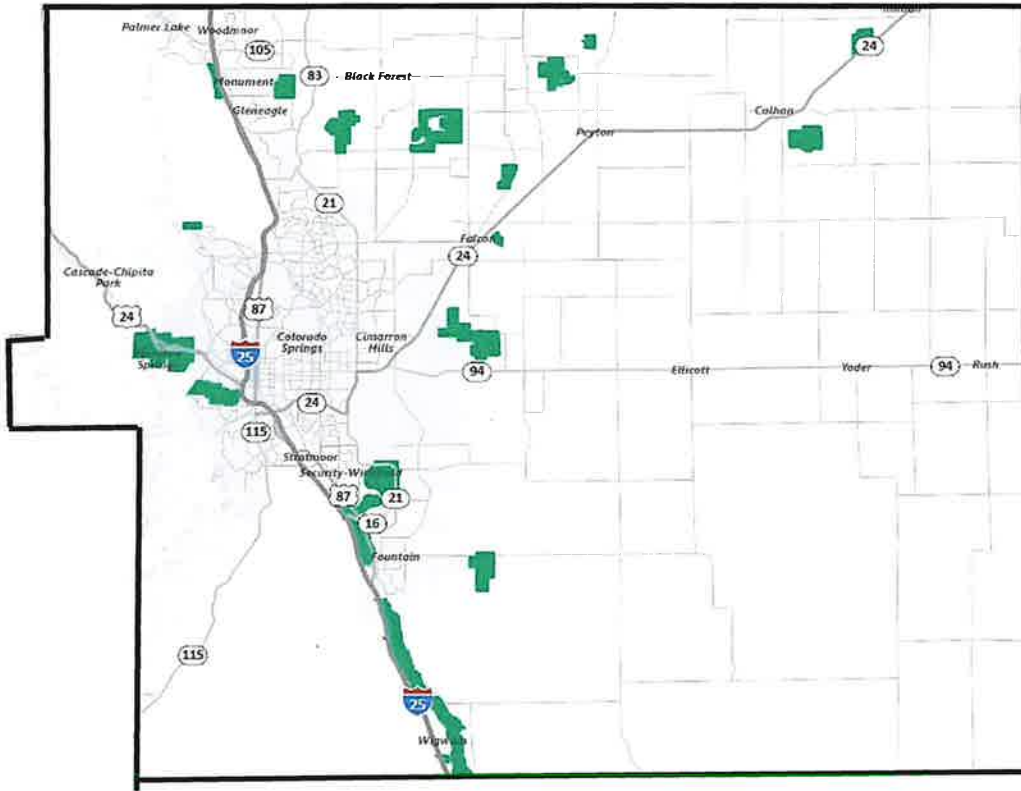 Palmer Lake
Woodmoor
105
83
Black Forest
24
Monument
Gleneagle
Calhan
Peyton
21
Falcon
24
Cascade-Chipita
Park
24
87
25
Colorado
Springs
Cimarron
Hills
94
Ellicott
Yoder
94
Rush
24
115
Stratmoor
87
21
16
Fountain
115
25